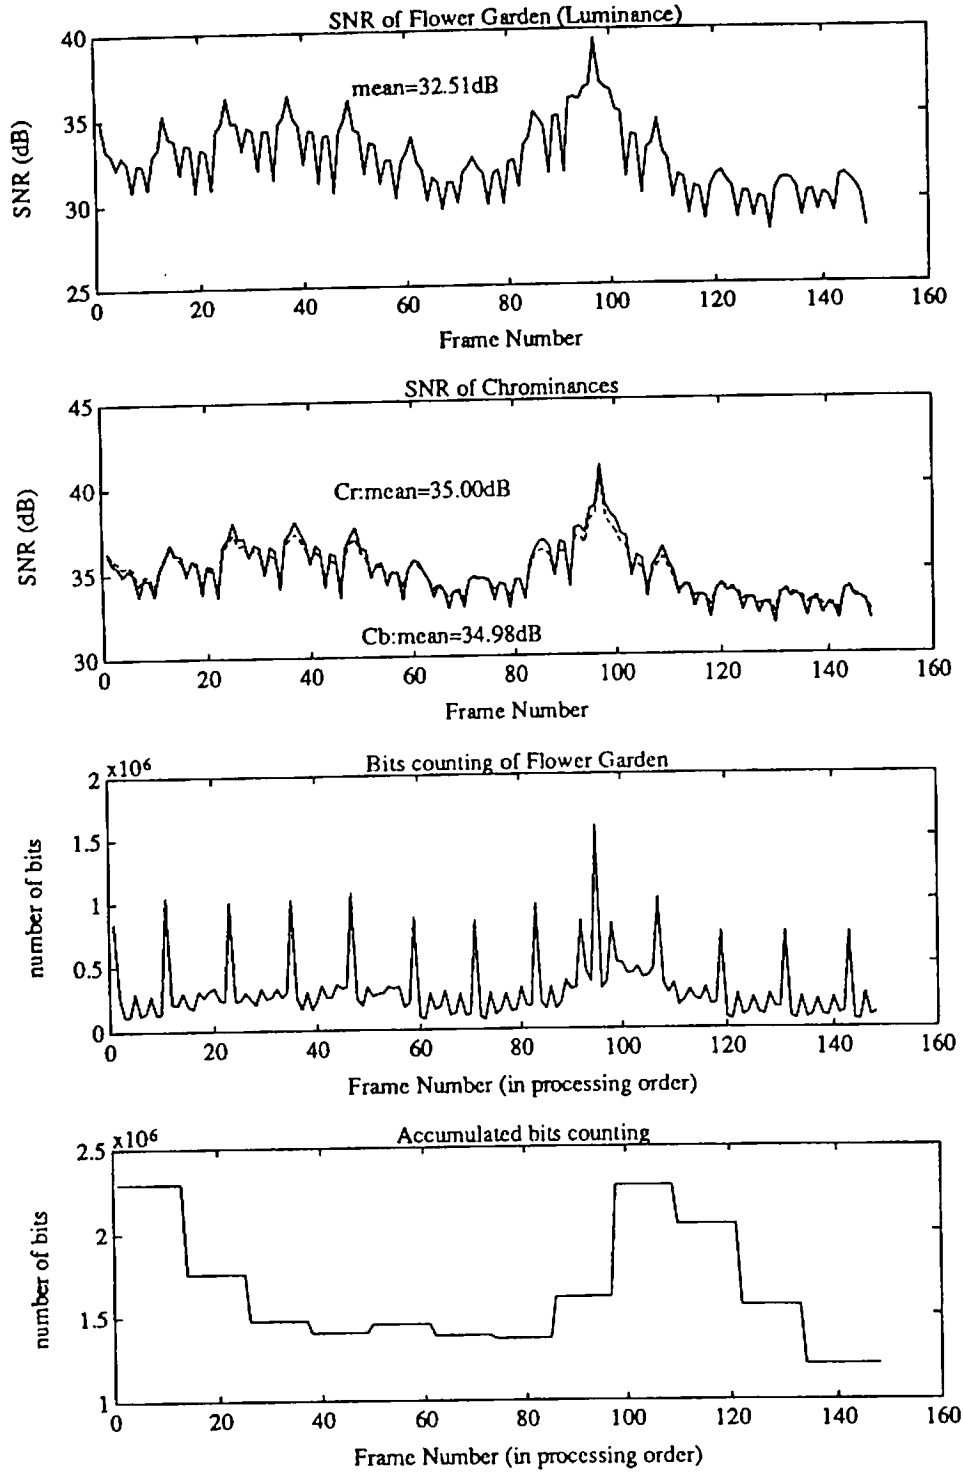 SNR of Flower Garden (Luminance)
40
35
30
25
SNR (dB)
mean=32.51dB
0 20 40 60 80 100 120 140 160
Frame Number
SNR of Chrominances
45
40
35
30
SNR (dB)
Cr:mean=35.00dB
Cb:mean=34.98dB
0 20 40 60 80 100 120 140 160
Frame Number
Bits counting of Flower Garden
x10⁶
2
1.5
1
0.5
0
number of bits
0 20 40 60 80 100 120 140 160
Frame Number (in processing order)
Accumulated bits counting
x10⁶
2.5
2
1.5
1
number of bits
0 20 40 60 80 100 120 140 160
Frame Number (in processing order)